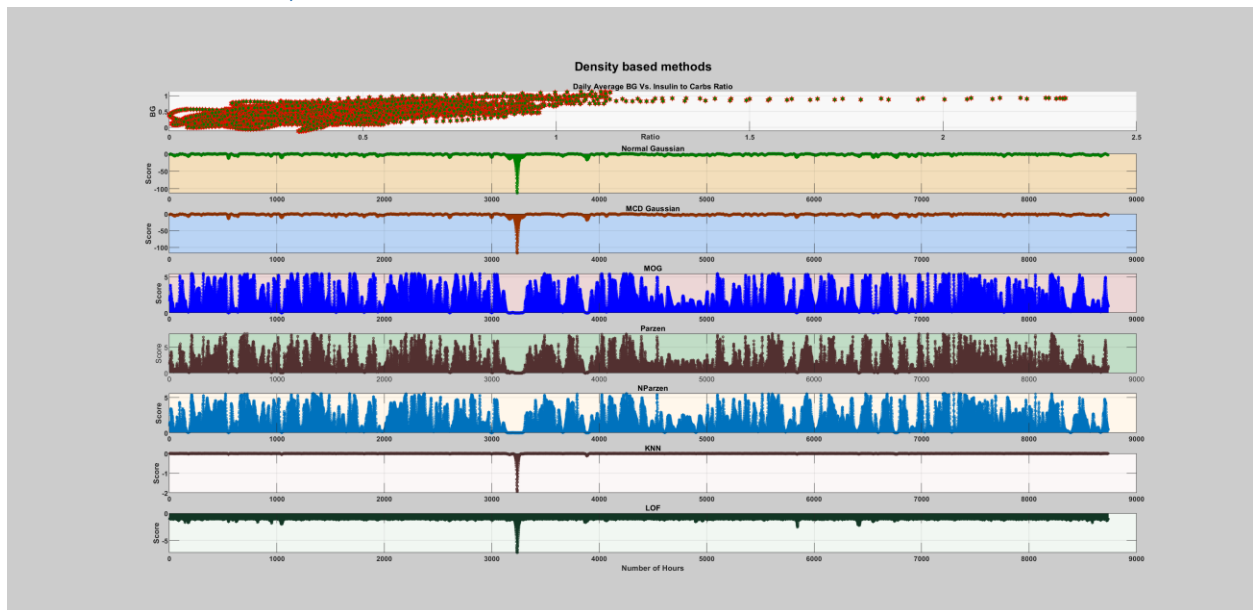 Density based methods
Daily Average BG Vs. Insulin to Carbs Ratio
BG
1
0.5
0
0 0.5 1 1.5 2 2.5
Ratio
Normal Gaussian
Score
0
-50
-100
0 1000 2000 3000 4000 5000 6000 7000 8000 9000
MCD Gaussian
Score
0
-50
-100
0 1000 2000 3000 4000 5000 6000 7000 8000 9000
MOG
Score
5
0
0 1000 2000 3000 4000 5000 6000 7000 8000 9000
Parzen
Score
5
0
0 1000 2000 3000 4000 5000 6000 7000 8000 9000
NParzen
Score
5
0
0 1000 2000 3000 4000 5000 6000 7000 8000 9000
KNN
Score
0
-1
-2
0 1000 2000 3000 4000 5000 6000 7000 8000 9000
LOF
Score
0
-5
0 1000 2000 3000 4000 5000 6000 7000 8000 9000
Number of Hours